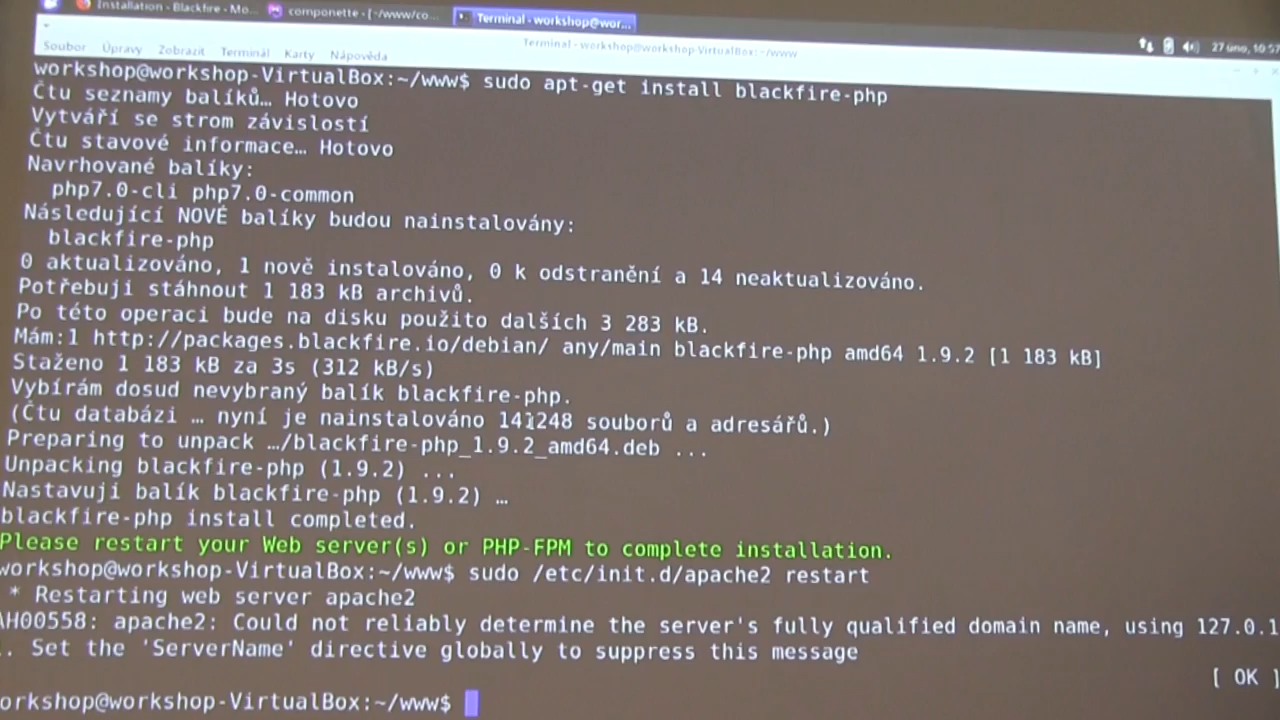 Installation - Blackfire - Mo... componette - [~/www/co... Terminal - workshop@wor...
27 úno, 10:57
Terminal - workshop@workshop-VirtualBox: ~/www
Soubor Úpravy Zobrazit Terminál Karty Nápověda
workshop@workshop-VirtualBox:~/www$ sudo apt-get install blackfire-php
Čtu seznamy balíků… Hotovo
Vytváří se strom závislostí
Čtu stavové informace… Hotovo
Navrhované balíky:
php7.0-cli php7.0-common
Následující NOVÉ balíky budou nainstalovány:
blackfire-php
0 aktualizováno, 1 nově instalováno, 0 k odstranění a 14 neaktualizováno.
Potřebuji stáhnout 1 183 kB archivů.
Po této operaci bude na disku použito dalších 3 283 kB.
Mám:1 http://packages.blackfire.io/debian/ any/main blackfire-php amd64 1.9.2 [1 183 kB]
Staženo 1 183 kB za 3s (312 kB/s)
Vybírám dosud nevybraný balík blackfire-php.
(Čtu databázi … nyní je nainstalováno 141248 souborů a adresářů.)
Preparing to unpack …/blackfire-php_1.9.2_amd64.deb ...
Unpacking blackfire-php (1.9.2) ...
Nastavuji balík blackfire-php (1.9.2) …
blackfire-php install completed.
Please restart your Web server(s) or PHP-FPM to complete installation.
workshop@workshop-VirtualBox:~/www$ sudo /etc/init.d/apache2 restart
* Restarting web server apache2
AH00558: apache2: Could not reliably determine the server's fully qualified domain name, using 127.0.1
. Set the 'ServerName' directive globally to suppress this message
[ OK ]
orkshop@workshop-VirtualBox:~/www$